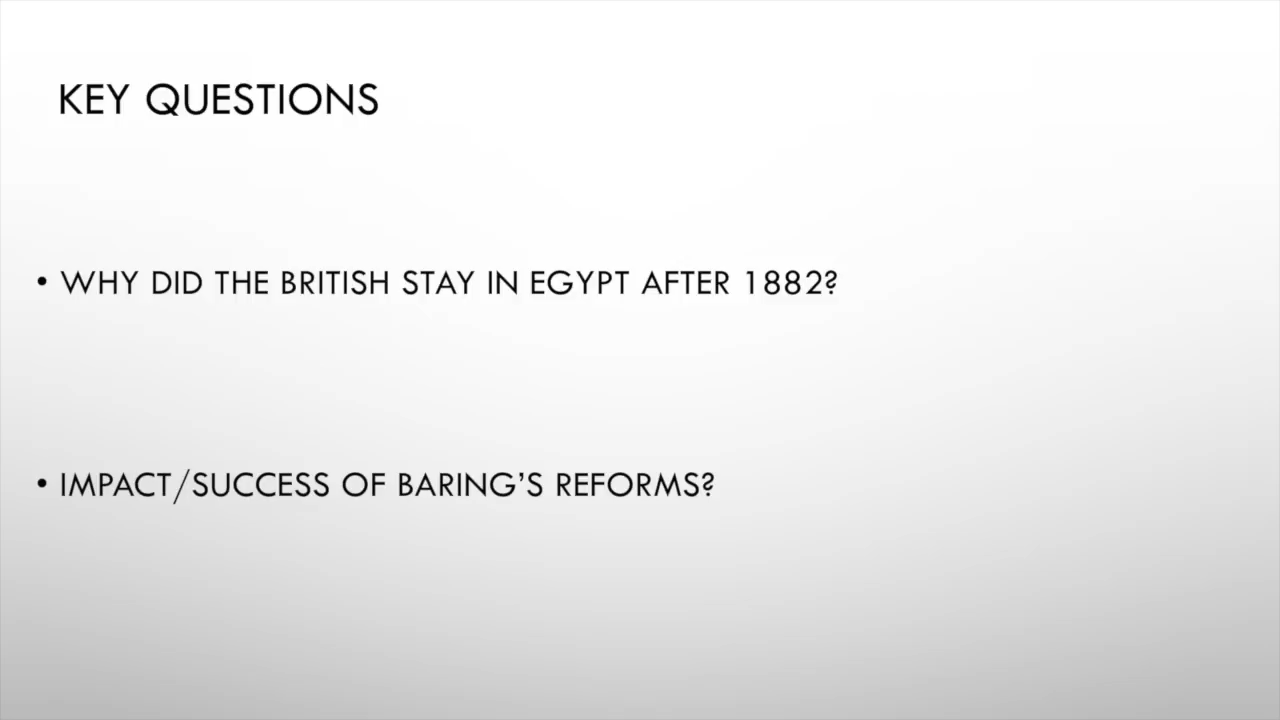 KEY QUESTIONS
• WHY DID THE BRITISH STAY IN EGYPT AFTER 1882?
• IMPACT/SUCCESS OF BARING’S REFORMS?